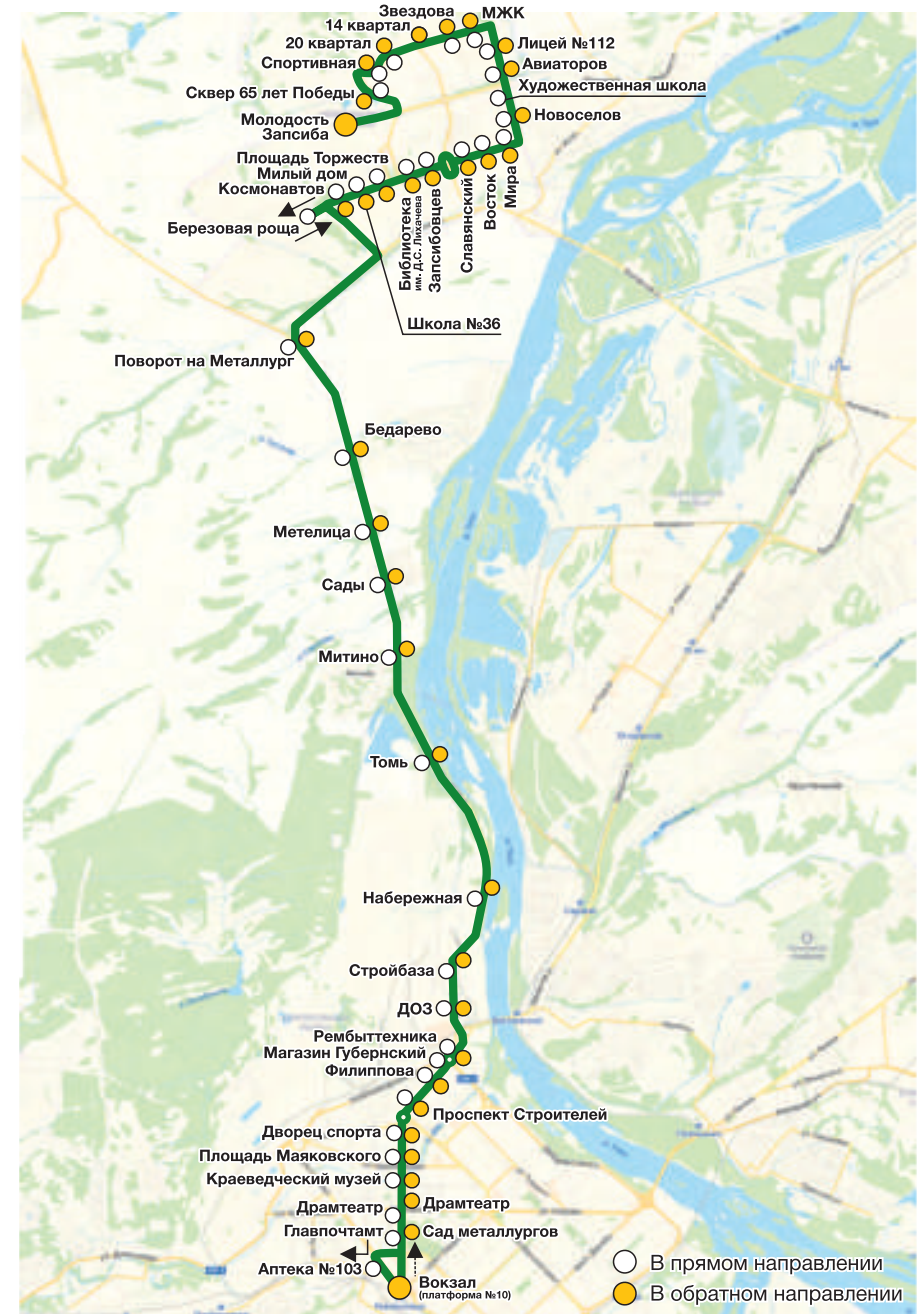 Звездова
МЖК
14 квартал
20 квартал
Лицей №112
Спортивная
Авиаторов
Художественная школа
Сквер 65 лет Победы
Новоселов
Молодость
Запсиба
Площадь Торжеств
Милый дом
Космонавтов
Березовая роща
Библиотека
им. Д.С. Лихачева
Запсибовцев
Славянский
Восток
Мира
Школа №36
Поворот на Металлург
Бедарево
Метелица
Сады
Митино
Томь
Набережная
Стройбаза
ДОЗ
Рембыттехника
Магазин Губернский
Филиппова
Проспект Строителей
Дворец спорта
Площадь Маяковского
Краеведческий музей
Драмтеатр
Драмтеатр
Главпочтамт
Сад металлургов
Аптека №103
Вокзал
(платформа №10)
В прямом направлении
В обратном направлении